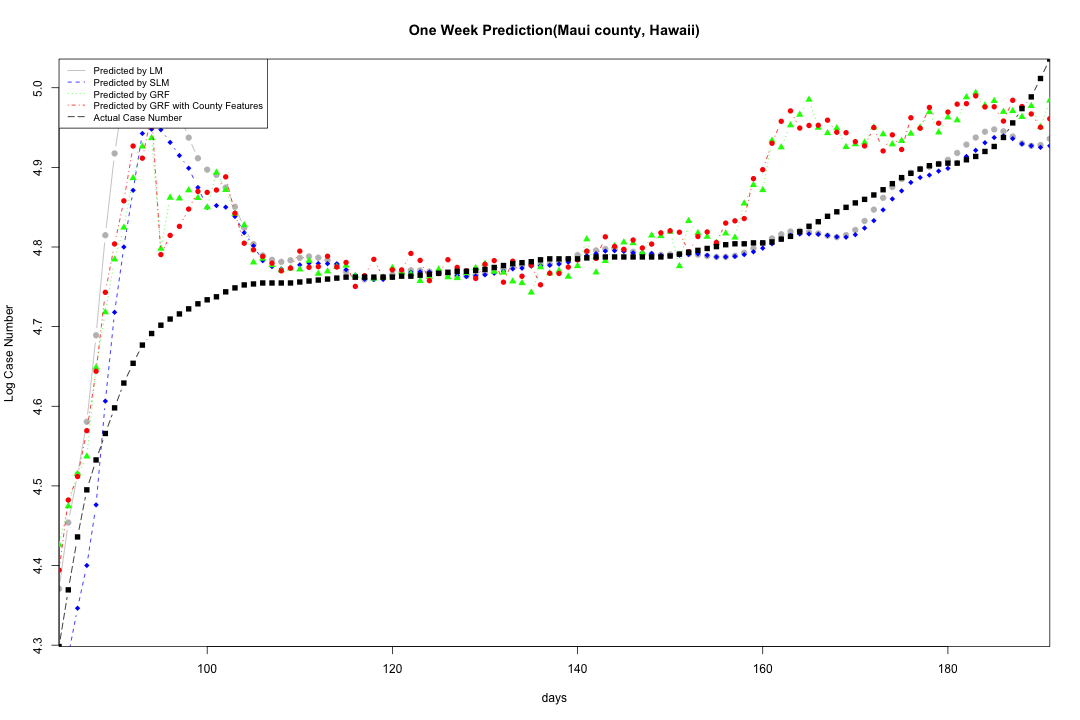 One Week Prediction(Maui county, Hawaii)
Predicted by LM
Predicted by SLM
Predicted by GRF
Predicted by GRF with County Features
Actual Case Number
Log Case Number
5.0
4.9
4.8
4.7
4.6
4.5
4.4
4.3
100 120 140 160 180
days